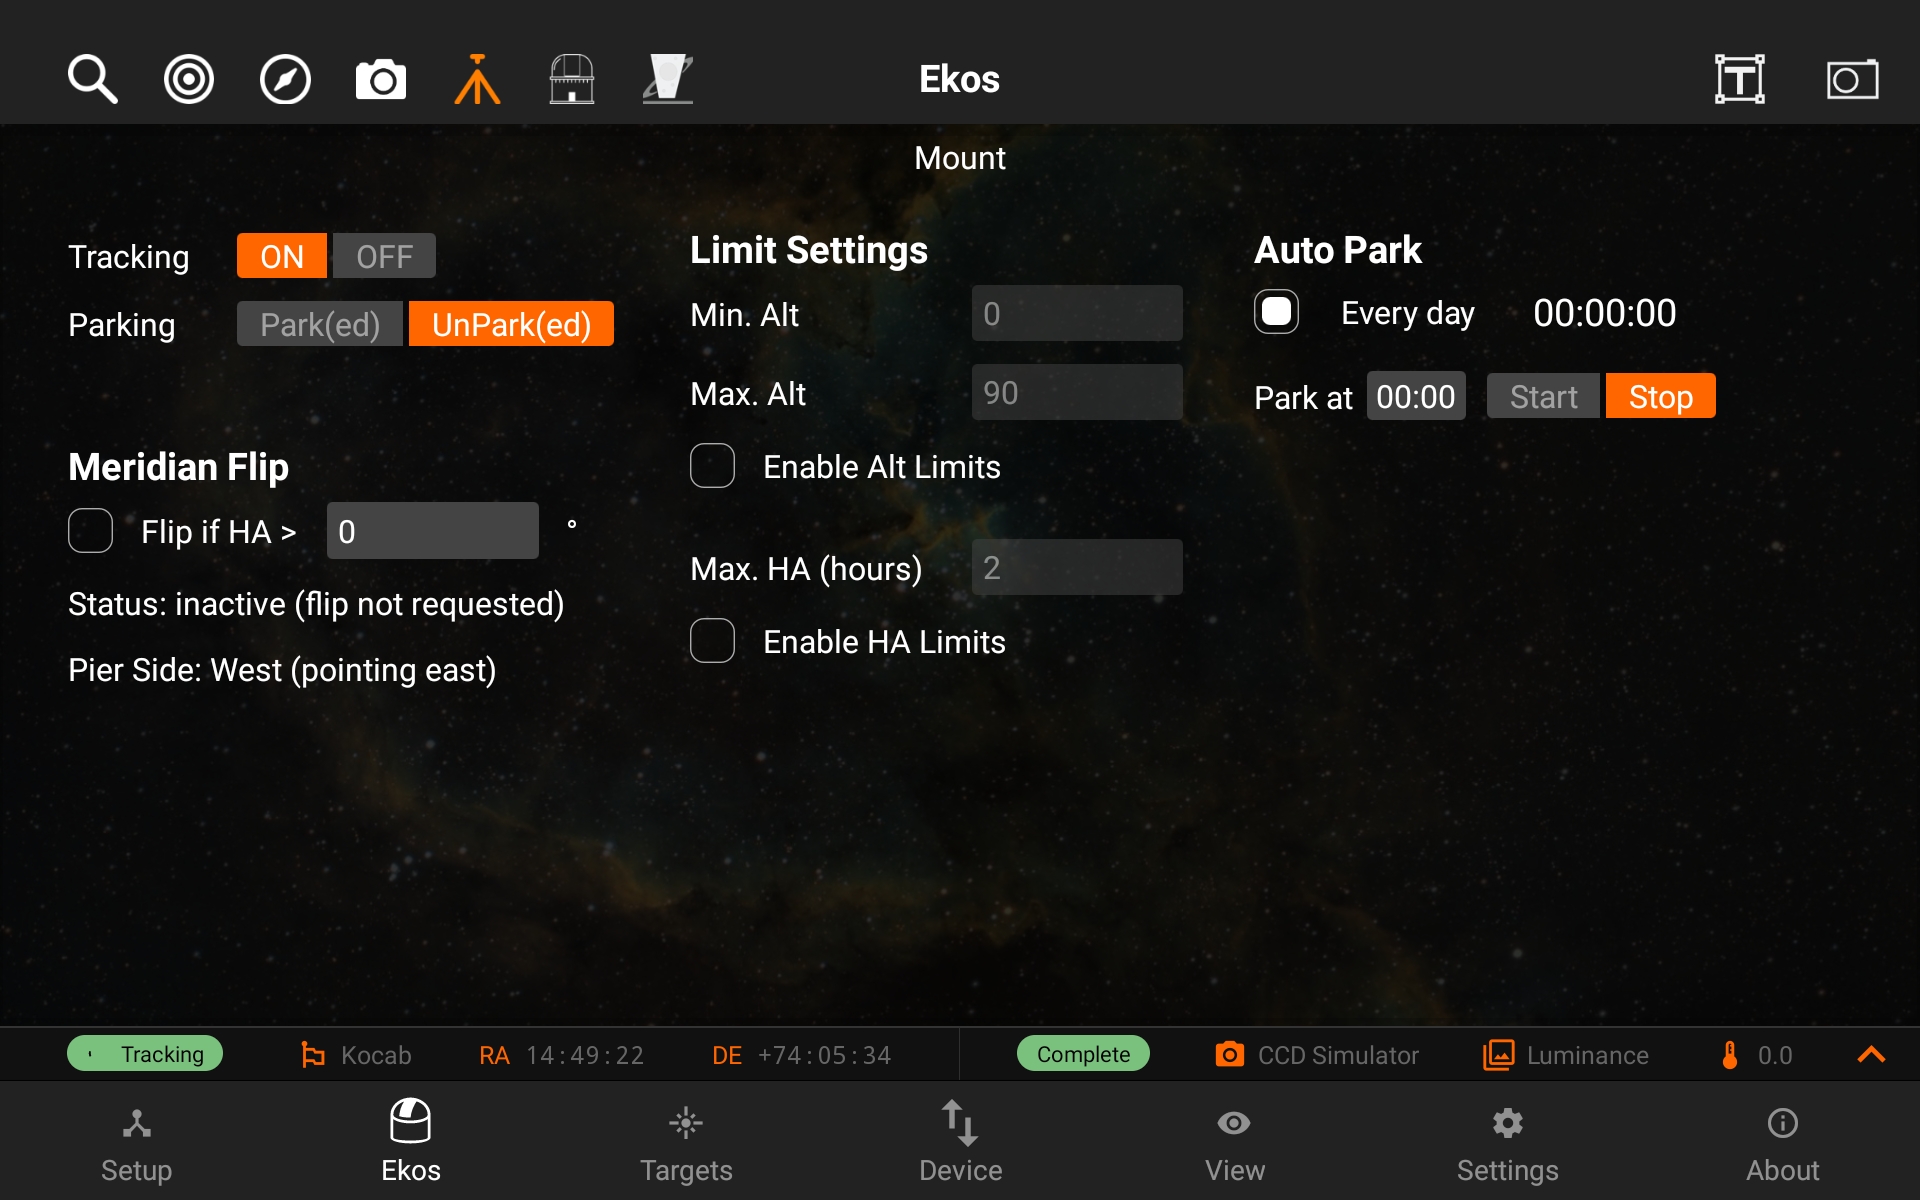 Ekos
Mount
Tracking ON OFF
Parking Park(ed) UnPark(ed)
Meridian Flip
Flip if HA > 0 °
Status: inactive (flip not requested)
Pier Side: West (pointing east)
Limit Settings
Min. Alt 0
Max. Alt 90
Enable Alt Limits
Max. HA (hours) 2
Enable HA Limits
Auto Park
Every day 00:00:00
Park at 00:00 Start Stop
Tracking Kocab RA 14:49:22 DE +74:05:34 Complete CCD Simulator Luminance 0.0
Setup Ekos Targets Device View Settings About